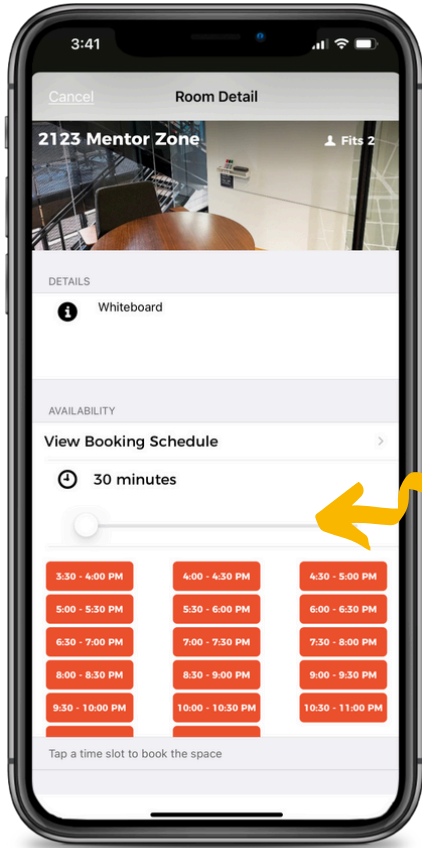 3:41
Cancel Room Detail
2123 Mentor Zone Fits 2
DETAILS
Whiteboard
AVAILABILITY
View Booking Schedule
30 minutes
3:30 - 4:00 PM 4:00 - 4:30 PM 4:30 - 5:00 PM
5:00 - 5:30 PM 5:30 - 6:00 PM 6:00 - 6:30 PM
6:30 - 7:00 PM 7:00 - 7:30 PM 7:30 - 8:00 PM
8:00 - 8:30 PM 8:30 - 9:00 PM 9:00 - 9:30 PM
9:30 - 10:00 PM 10:00 - 10:30 PM 10:30 - 11:00 PM
Tap a time slot to book the space